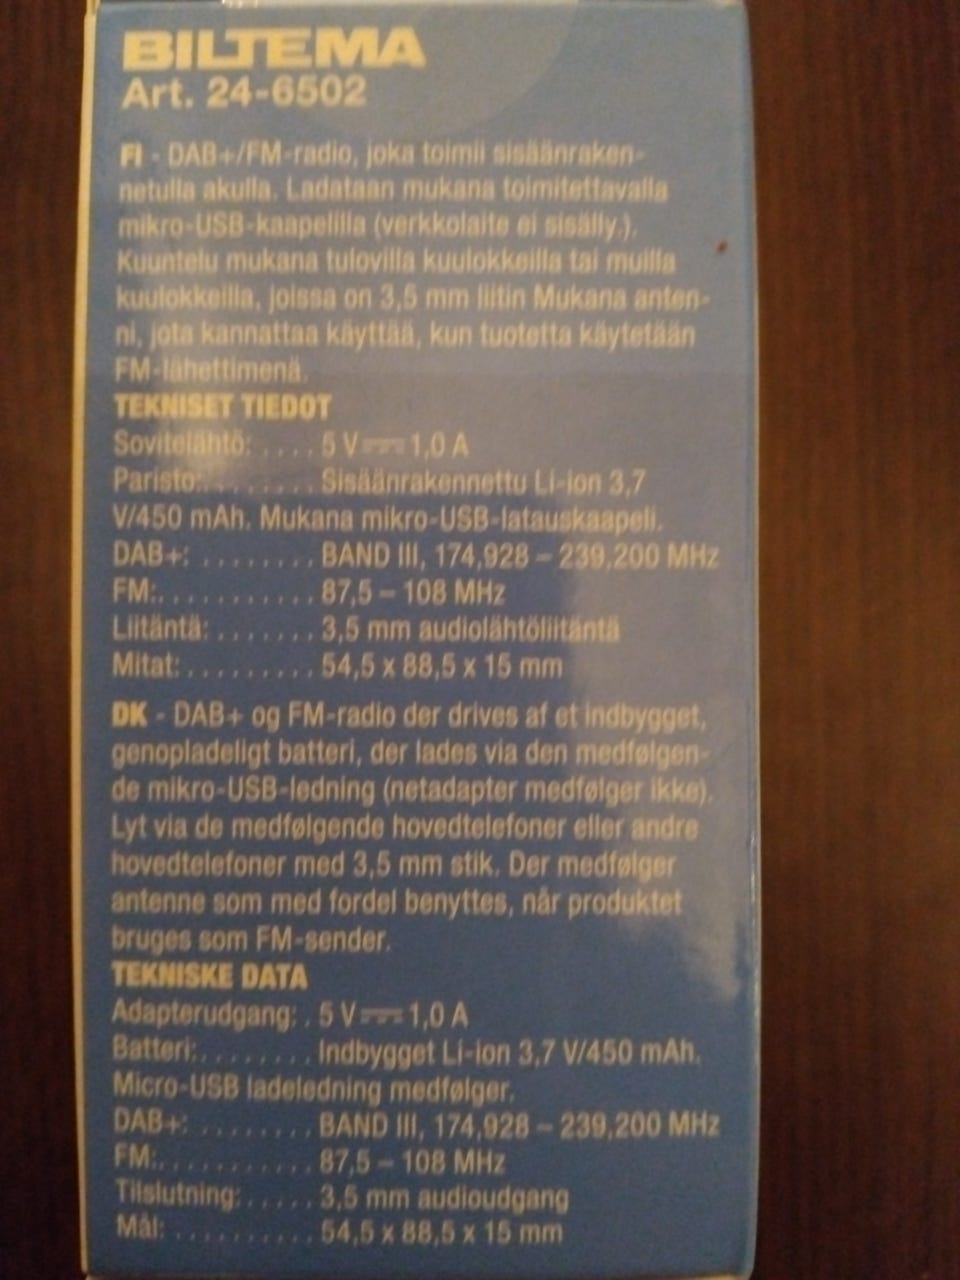 BILTEMA
Art. 24-6502
FI - DAB+/FM-radio, joka toimii sisäänraken-
netulla akulla. Ladataan mukana toimitettavalla
mikro-USB-kaapelilla (verkkolaite ei sisälly.).
Kuuntelu mukana tulovilla kuulokkeilla tai muilla
kuulokkeilla, joissa on 3,5 mm liitin Mukana anten-
ni, jota kannattaa käyttää, kun tuotetta käytetään
FM-lähettimenä.
TEKNISET TIEDOT
Sovitelähtö: .... 5 V⎓1,0 A
Paristo:........ Sisäänrakennettu Li-ion 3,7
V/450 mAh. Mukana mikro-USB-latauskaapeli.
DAB+: ........ BAND III, 174,928 – 239,200 MHz
FM:........... 87,5 – 108 MHz
Liitäntä: ....... 3,5 mm audiolähtöliitäntä
Mitat: ......... 54,5 x 88,5 x 15 mm
DK - DAB+ og FM-radio der drives af et indbygget,
genopladeligt batteri, der lades via den medfølgen-
de mikro-USB-ledning (netadapter medfølger ikke).
Lyt via de medfølgende hovedtelefoner eller andre
hovedtelefoner med 3,5 mm stik. Der medfølger
antenne som med fordel benyttes, når produktet
bruges som FM-sender.
TEKNISKE DATA
Adapterudgang: . 5 V⎓1,0 A
Batteri:........ Indbygget Li-ion 3,7 V/450 mAh.
Micro-USB ladeledning medfølger.
DAB+: ........ BAND III, 174,928 – 239,200 MHz
FM:........... 87,5 – 108 MHz
Tilslutning: ..... 3,5 mm audioudgang
Mål: .......... 54,5 x 88,5 x 15 mm